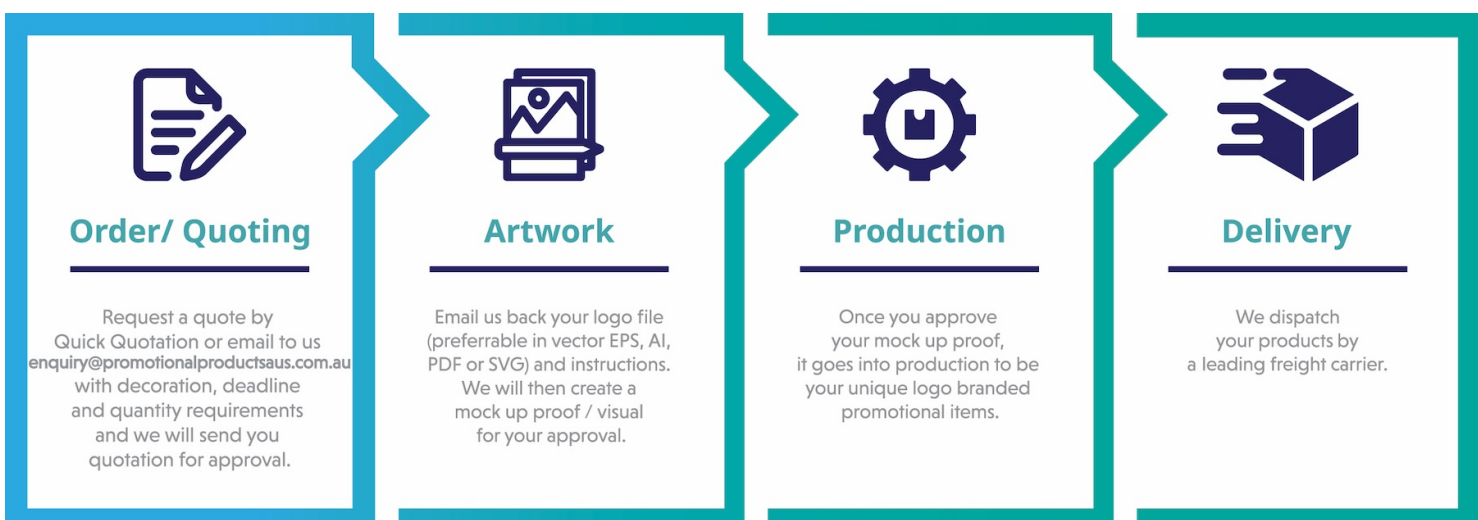 Order/ Quoting
Request a quote by
Quick Quotation or email to us
enquiry@promotionalproductsaus.com.au
with decoration, deadline
and quantity requirements
and we will send you
quotation for approval.
Artwork
Email us back your logo file
(preferrable in vector EPS, AI,
PDF or SVG) and instructions.
We will then create a
mock up proof / visual
for your approval.
Production
Once you approve
your mock up proof,
it goes into production to be
your unique logo branded
promotional items.
Delivery
We dispatch
your products by
a leading freight carrier.